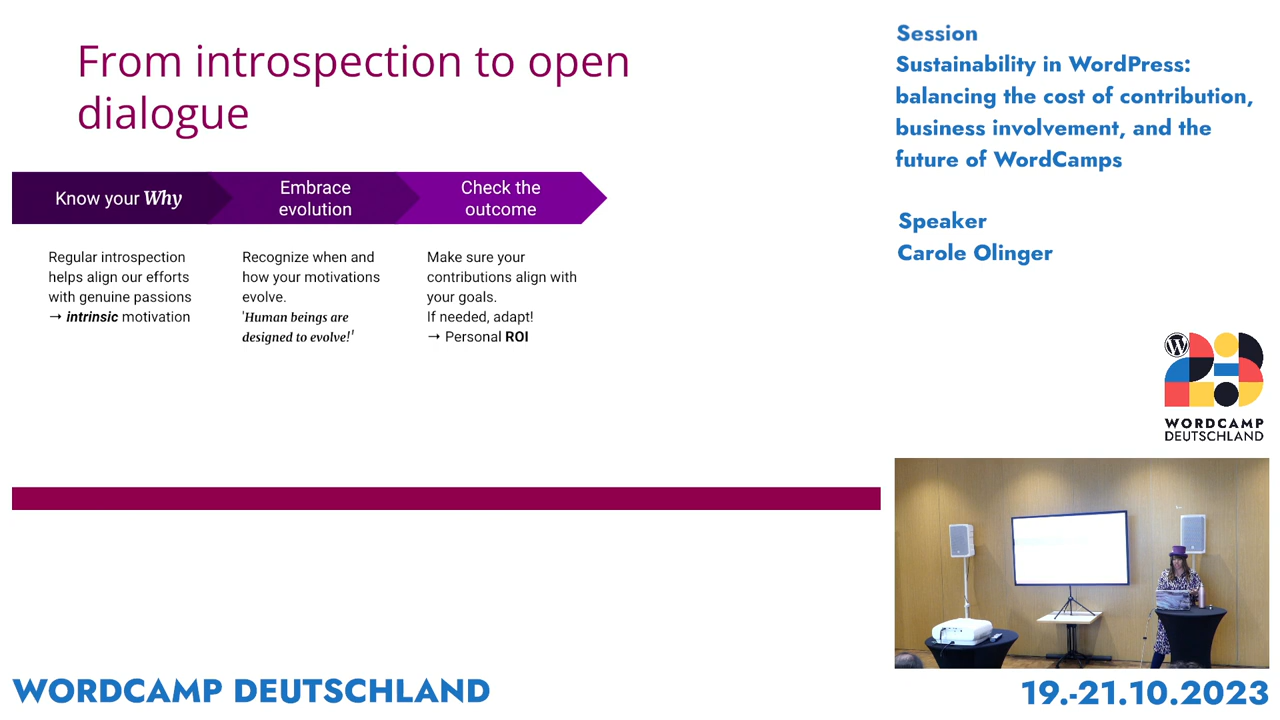 From introspection to open
dialogue
Know your Why
Embrace
evolution
Check the
outcome
Regular introspection
helps align our efforts
with genuine passions
→ intrinsic motivation
Recognize when and
how your motivations
evolve.
'Human beings are
designed to evolve!'
Make sure your
contributions align with
your goals.
If needed, adapt!
→ Personal ROI
Session
Sustainability in WordPress:
balancing the cost of contribution,
business involvement, and the
future of WordCamps
Speaker
Carole Olinger
WORDCAMP
DEUTSCHLAND
WORDCAMP DEUTSCHLAND
19.-21.10.2023